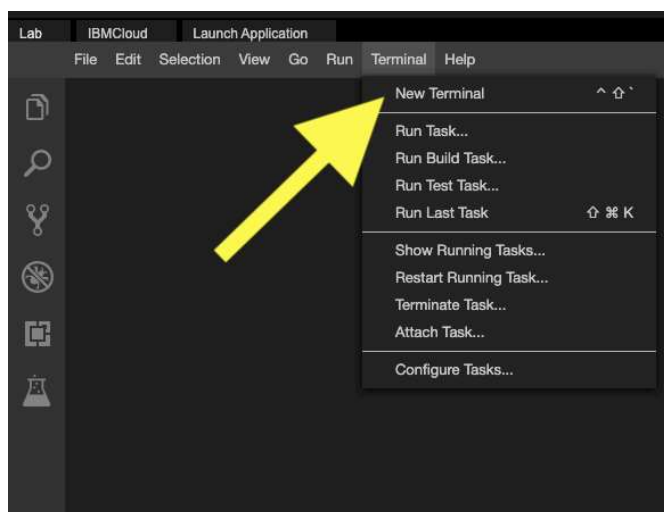 Lab IBMCloud Launch Application
File Edit Selection View Go Run Terminal Help
New Terminal ^ ⇧ `
Run Task...
Run Build Task...
Run Test Task...
Run Last Task ⇧ ⌘ K
Show Running Tasks...
Restart Running Task...
Terminate Task...
Attach Task...
Configure Tasks...